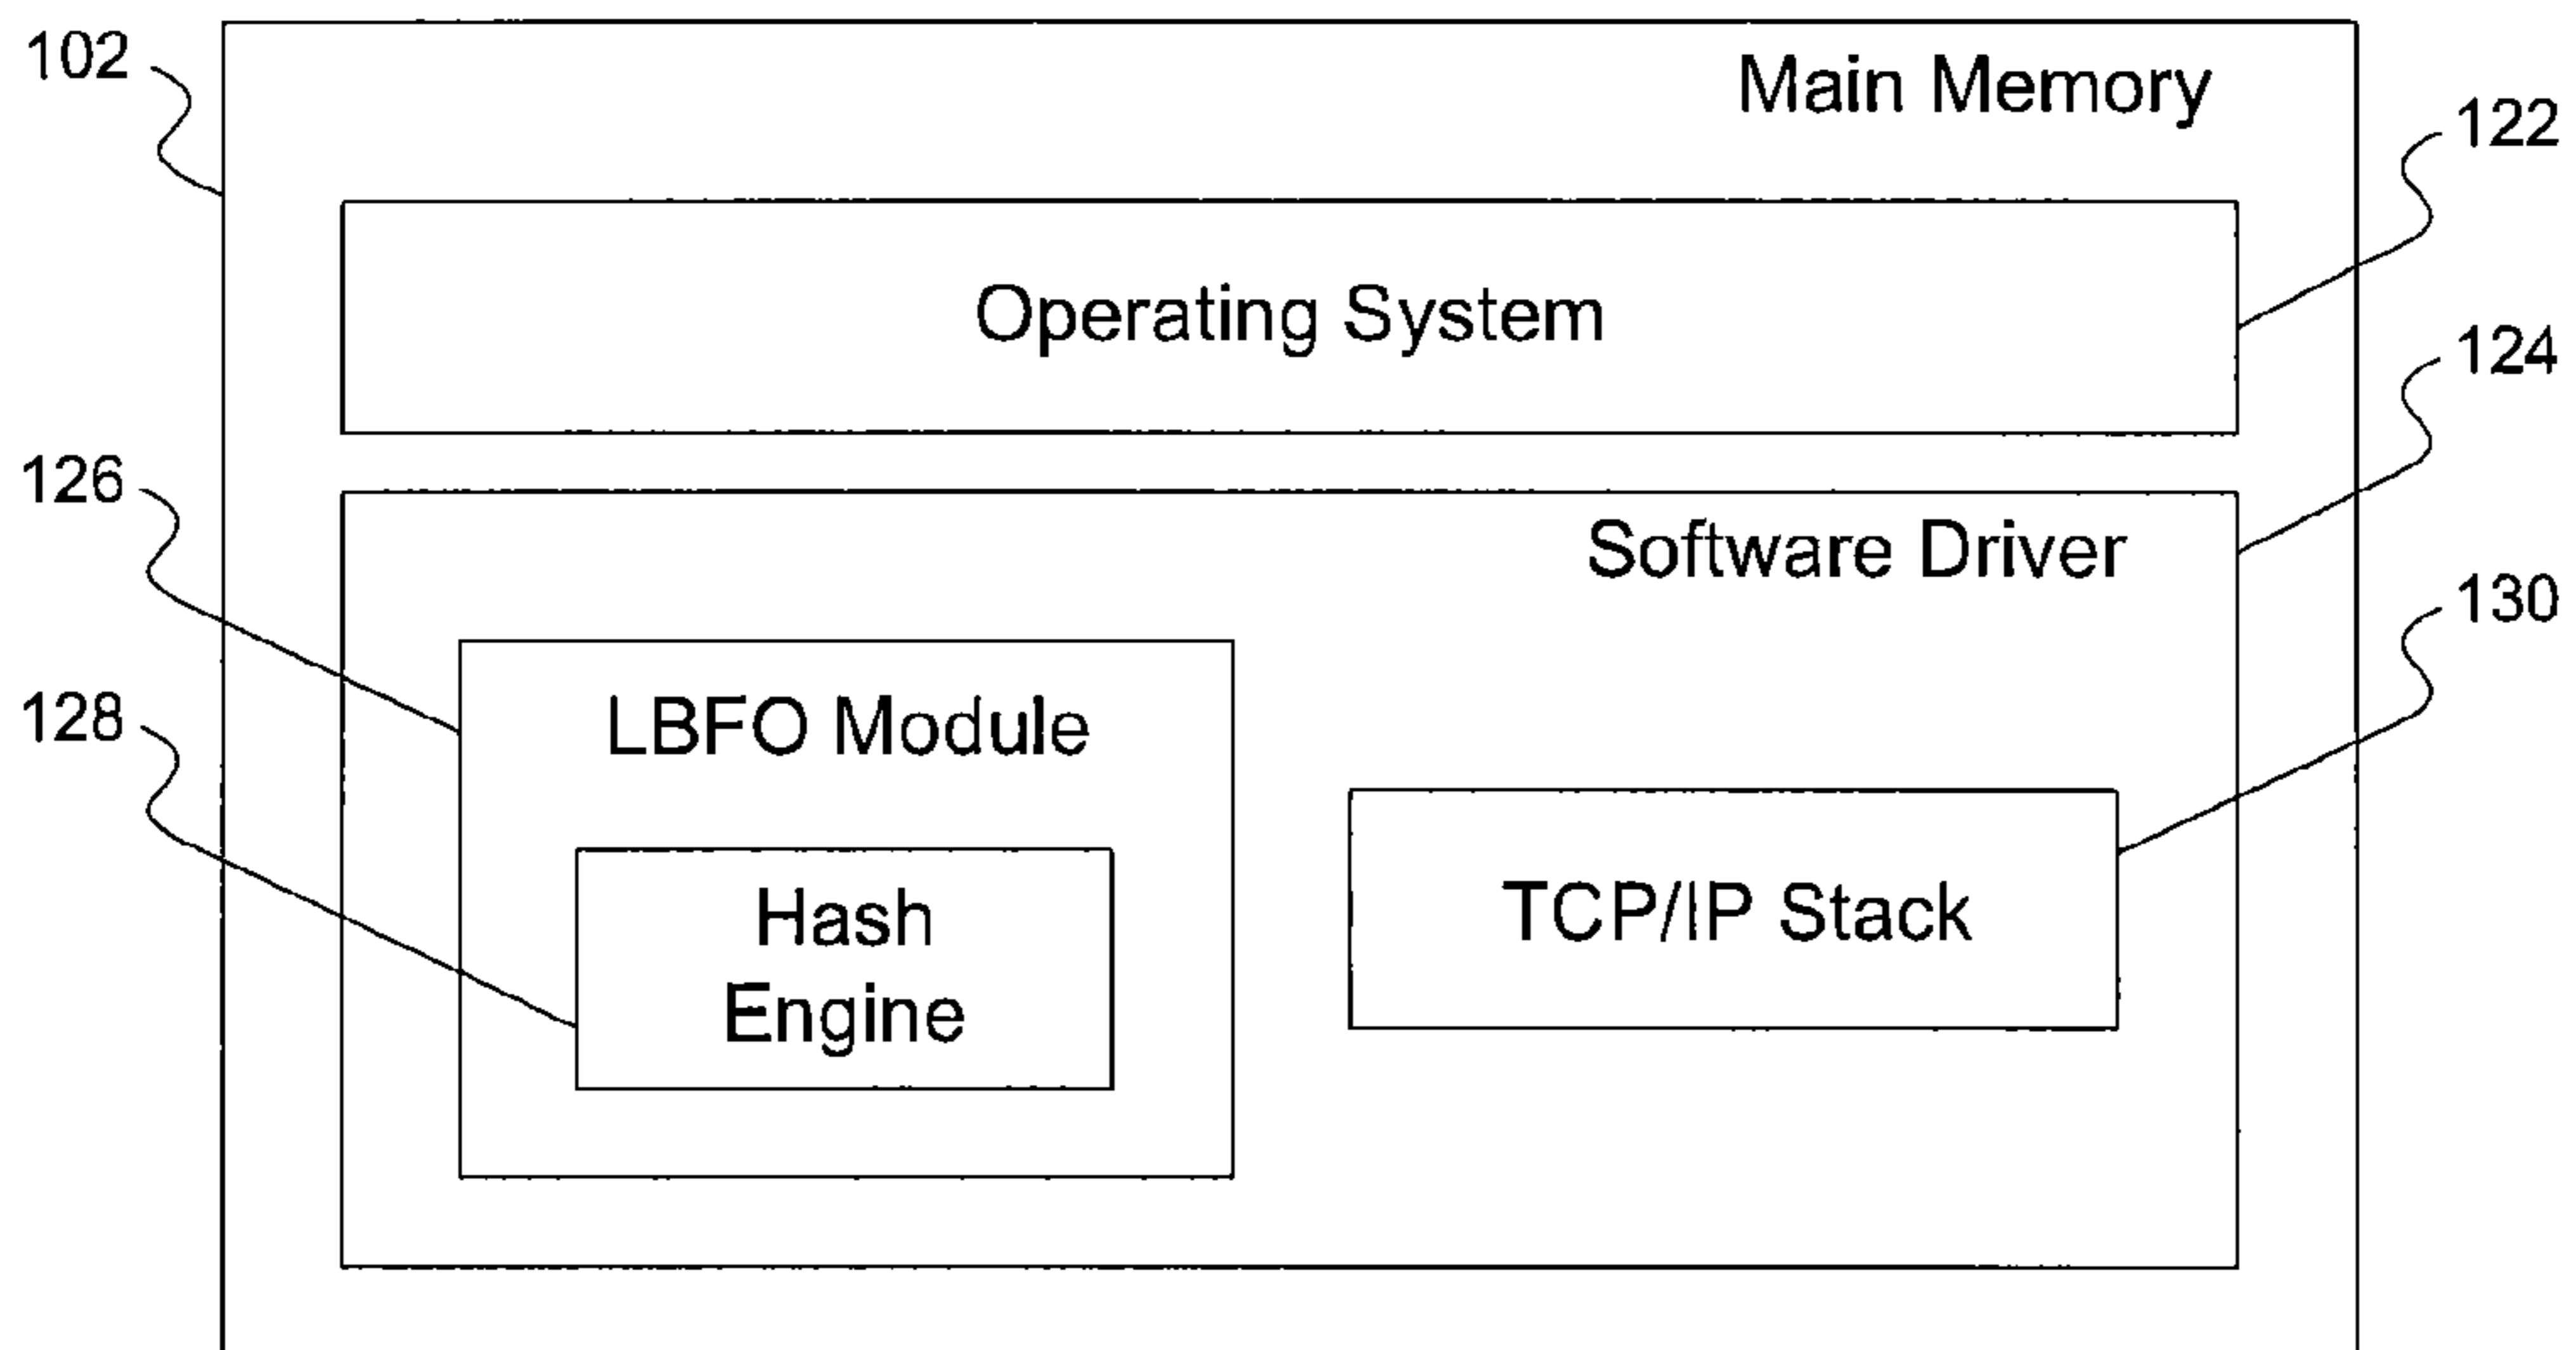 102
Main Memory
122
Operating System
124
126
Software Driver
130
128
LBFO Module
Hash
Engine
TCP/IP Stack